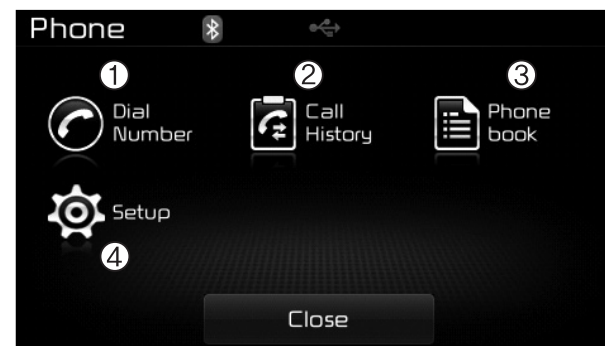 Phone
① ② ③
Dial Call Phone
Number History book
Setup
④
Close